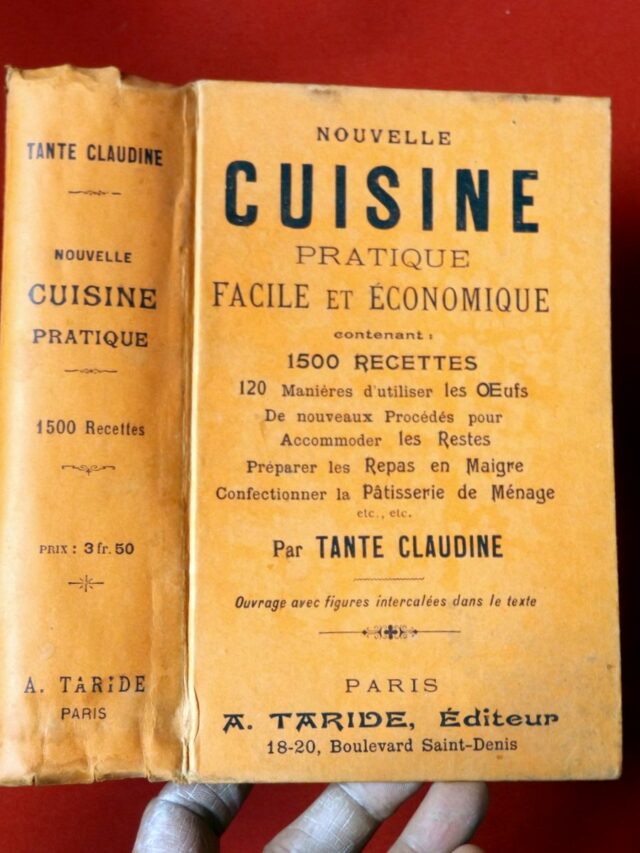 TANTE CLAUDINE
NOUVELLE
CUISINE
PRATIQUE
1500 Recettes
PRIX : 3 fr. 50
A. TARIDE
PARIS
NOUVELLE
CUISINE
PRATIQUE
FACILE ET ÉCONOMIQUE
contenant :
1500 RECETTES
120 Manières d'utiliser les Œufs
De nouveaux Procédés pour
Accommoder les Restes
Préparer les Repas en Maigre
Confectionner la Pâtisserie de Ménage
etc., etc.
Par TANTE CLAUDINE
Ouvrage avec figures intercalées dans le texte
PARIS
A. TARIDE, Éditeur
18-20, Boulevard Saint-Denis